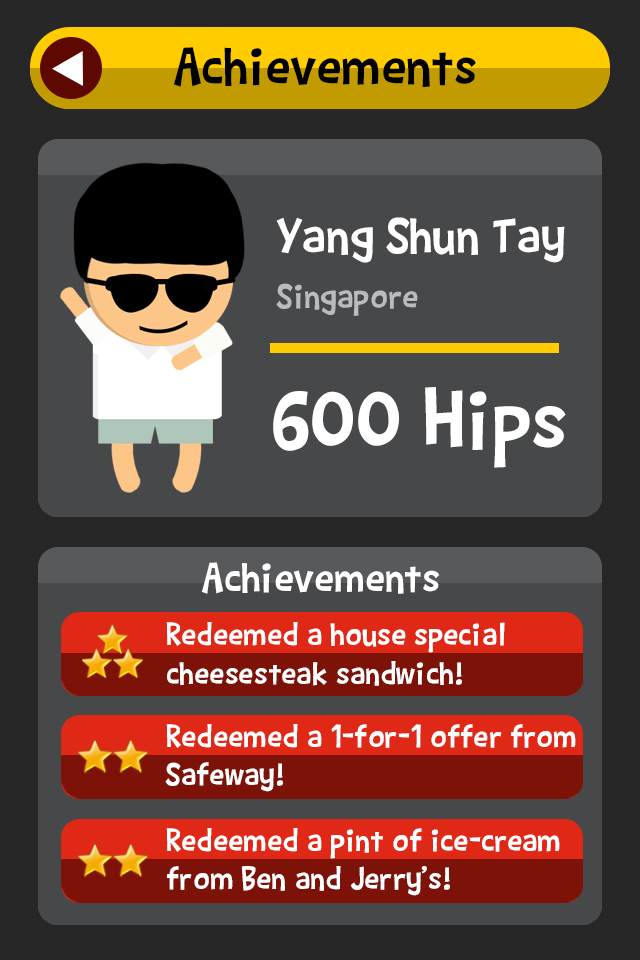 Achievements
Yang Shun Tay
Singapore
600 Hips
Achievements
Redeemed a house special
cheesesteak sandwich!
Redeemed a 1-for-1 offer from
Safeway!
Redeemed a pint of ice-cream
from Ben and Jerry's!